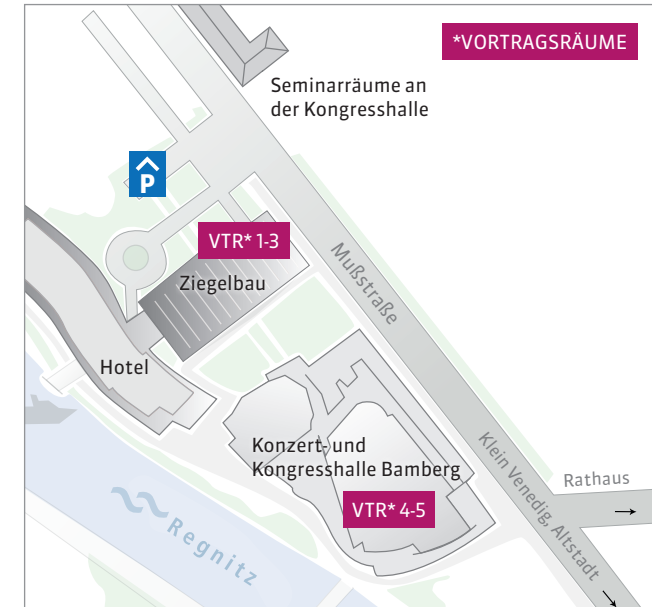 *VORTRAGSRÄUME
Seminarräume an
der Kongresshalle
P
VTR* 1-3
Ziegelbau
Mußstraße
Hotel
Konzert- und
Kongresshalle Bamberg
VTR* 4-5
Klein Venedig, Altstadt
Rathaus
Regnitz